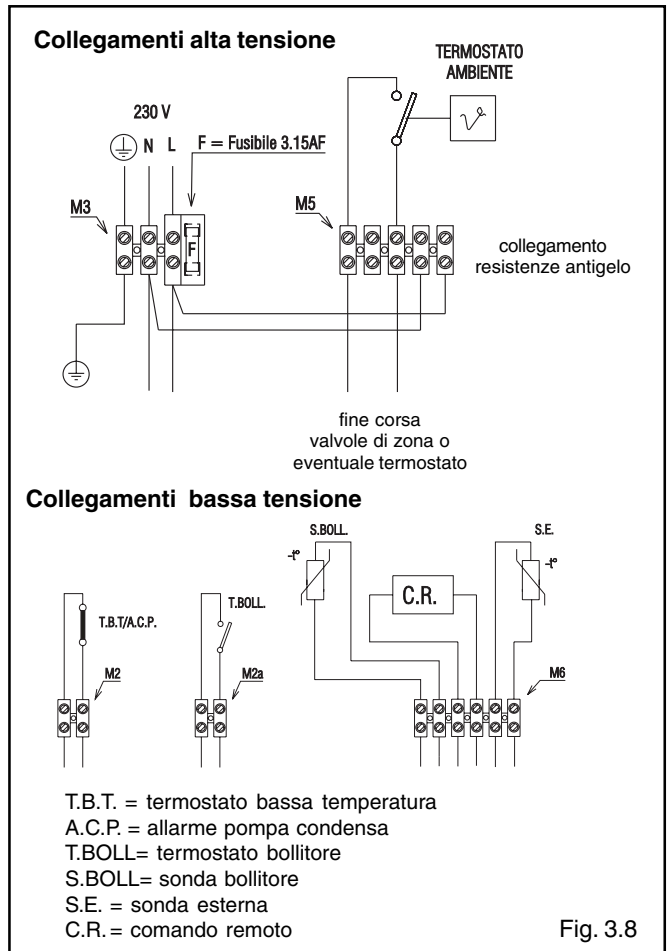 Collegamenti alta tensione
TERMOSTATO
AMBIENTE
230 V
N L F = Fusibile 3.15AF
M3
F
M5
collegamento
resistenze antigelo
fine corsa
valvole di zona o
eventuale termostato
Collegamenti bassa tensione
S.BOLL.
S.E.
-t°
-t°
C.R.
T.B.T/A.C.P.
T.BOLL.
M2
M2a
M6
T.B.T. = termostato bassa temperatura
A.C.P. = allarme pompa condensa
T.BOLL= termostato bollitore
S.BOLL= sonda bollitore
S.E. = sonda esterna
C.R. = comando remoto
Fig. 3.8